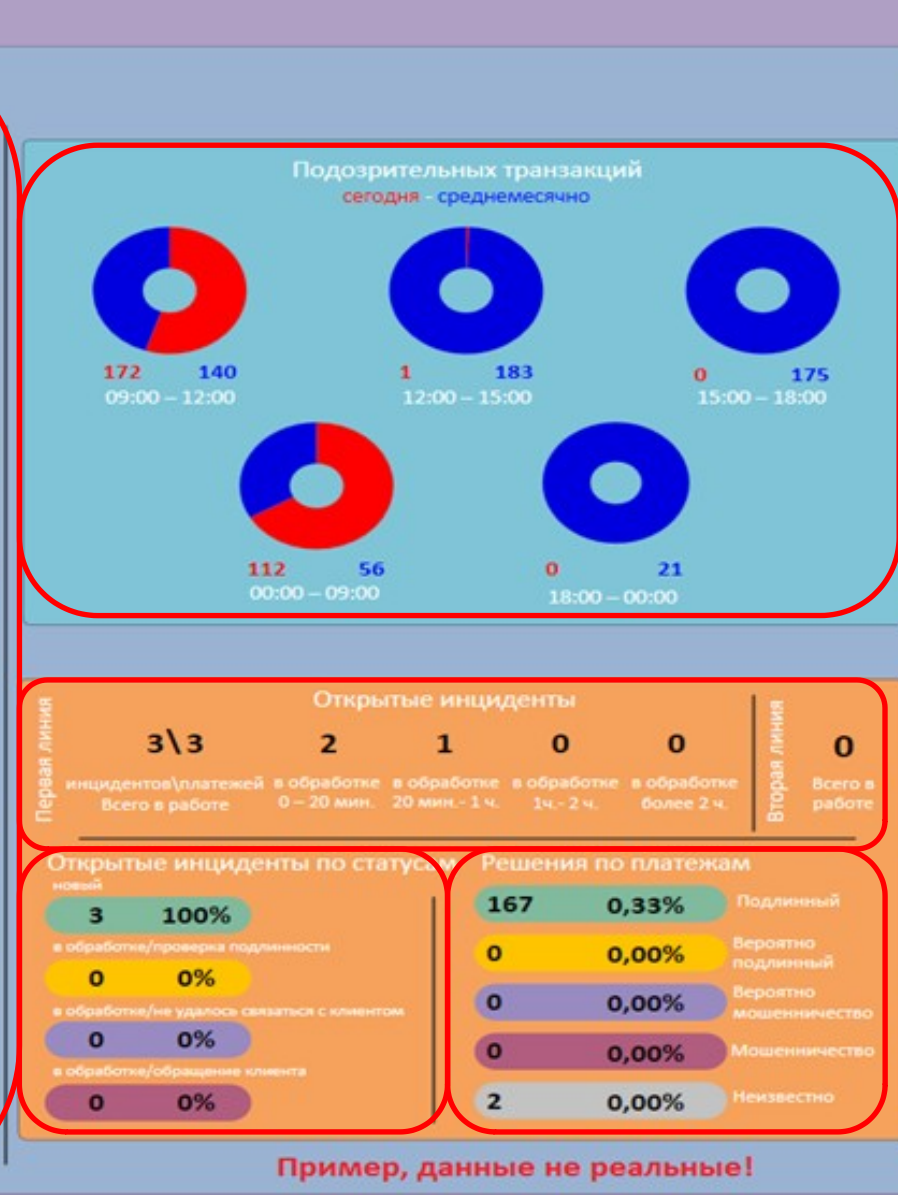 Подозрительных транзакций
сегодня - среднемесячно
172 140
09:00 – 12:00
1 183
12:00 – 15:00
0 175
15:00 – 18:00
112 56
00:00 – 09:00
0 21
18:00 – 00:00
Первая линия
Открытые инциденты
3\3
инцидентов\платежей
Всего в работе
2
в обработке
0 – 20 мин.
1
в обработке
20 мин.- 1 ч.
0
в обработке
1ч.- 2 ч.
0
в обработке
более 2 ч.
Вторая линия
0
Всего в
работе
Открытые инциденты по статусам
новый
3 100%
в обработке/проверка подлинности
0 0%
в обработке/не удалось связаться с клиентом
0 0%
в обработке/обращение клиента
0 0%
Решения по платежам
167 0,33% Подлинный
0 0,00% Вероятно
подлинный
0 0,00% Вероятно
мошенничество
0 0,00% Мошенничество
2 0,00% Неизвестно
Пример, данные не реальные!